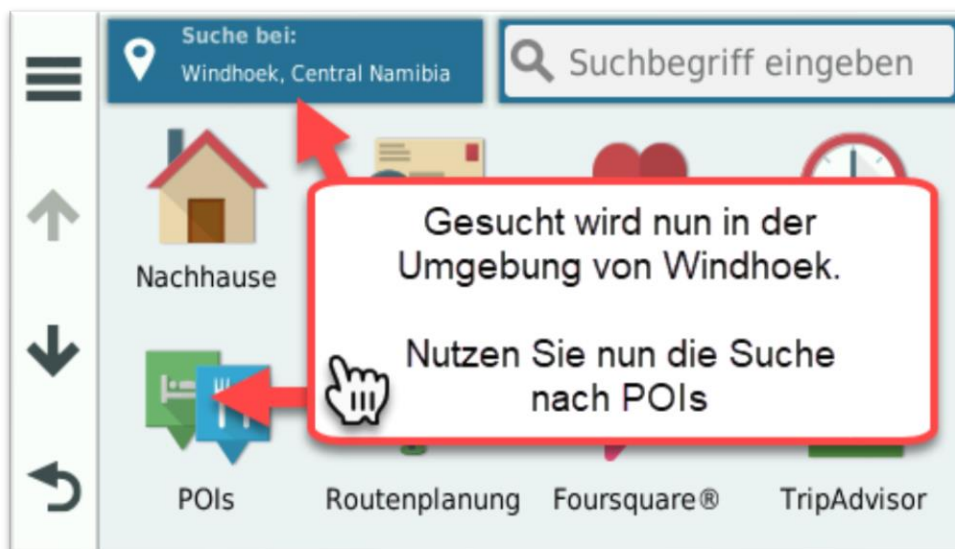 Suche bei:
Windhoek, Central Namibia
Suchbegriff eingeben
Gesucht wird nun in der
Umgebung von Windhoek.
Nutzen Sie nun die Suche
nach POIs
Nachhause
POIs
Routenplanung
Foursquare®
TripAdvisor